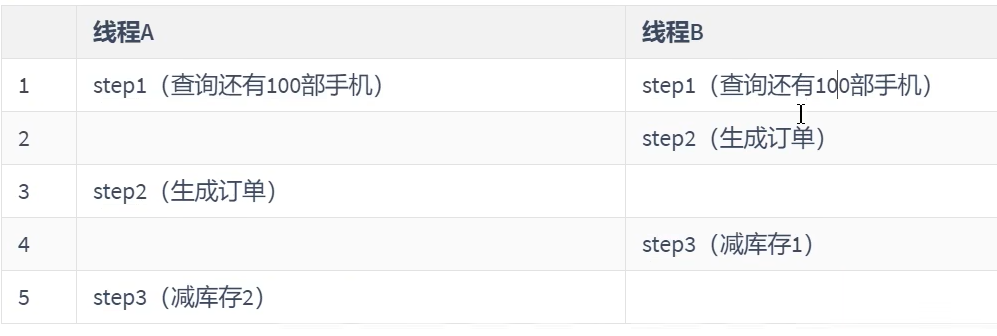 线程A 线程B
1 step1（查询还有100部手机） step1（查询还有100部手机）
2 step2（生成订单）
3 step2（生成订单）
4 step3（减库存1）
5 step3（减库存2）